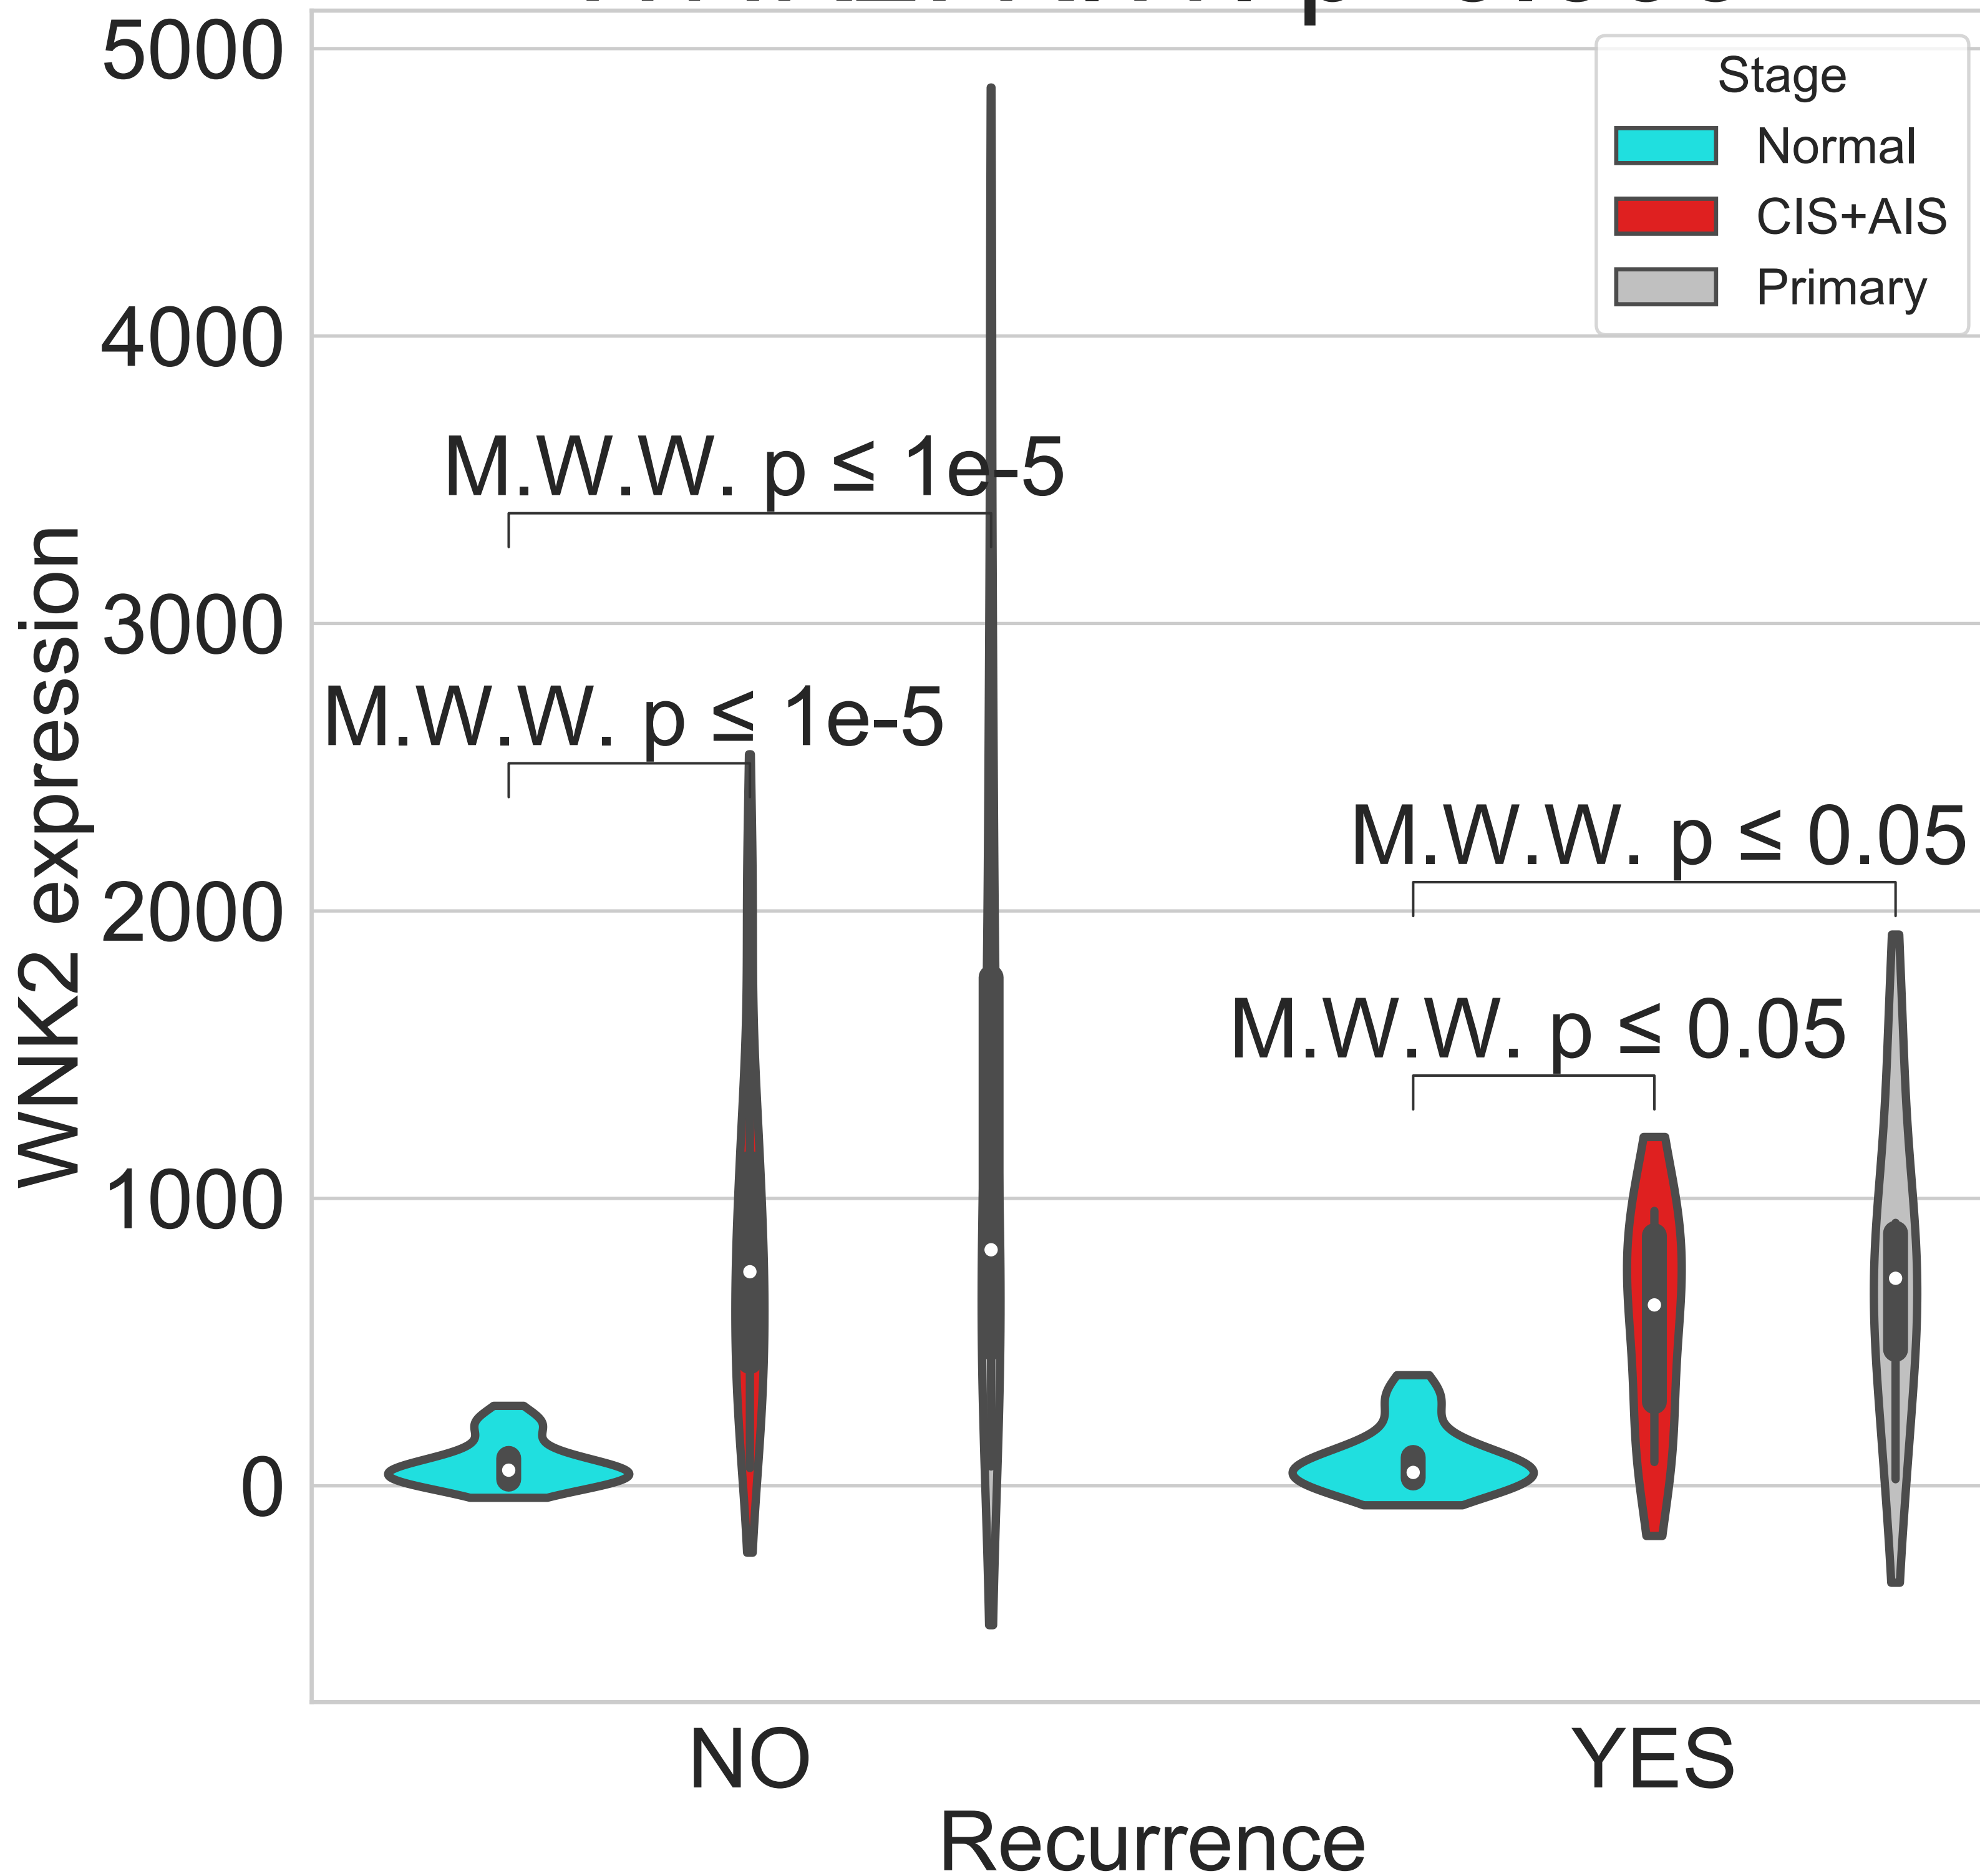 5000
4000
3000
2000
1000
0
WNK2 expression
Stage
Normal
CIS+AIS
Primary
M.W.W. p ≤ 1e-5
M.W.W. p ≤ 1e-5
M.W.W. p ≤ 0.05
M.W.W. p ≤ 0.05
NO
YES
Recurrence